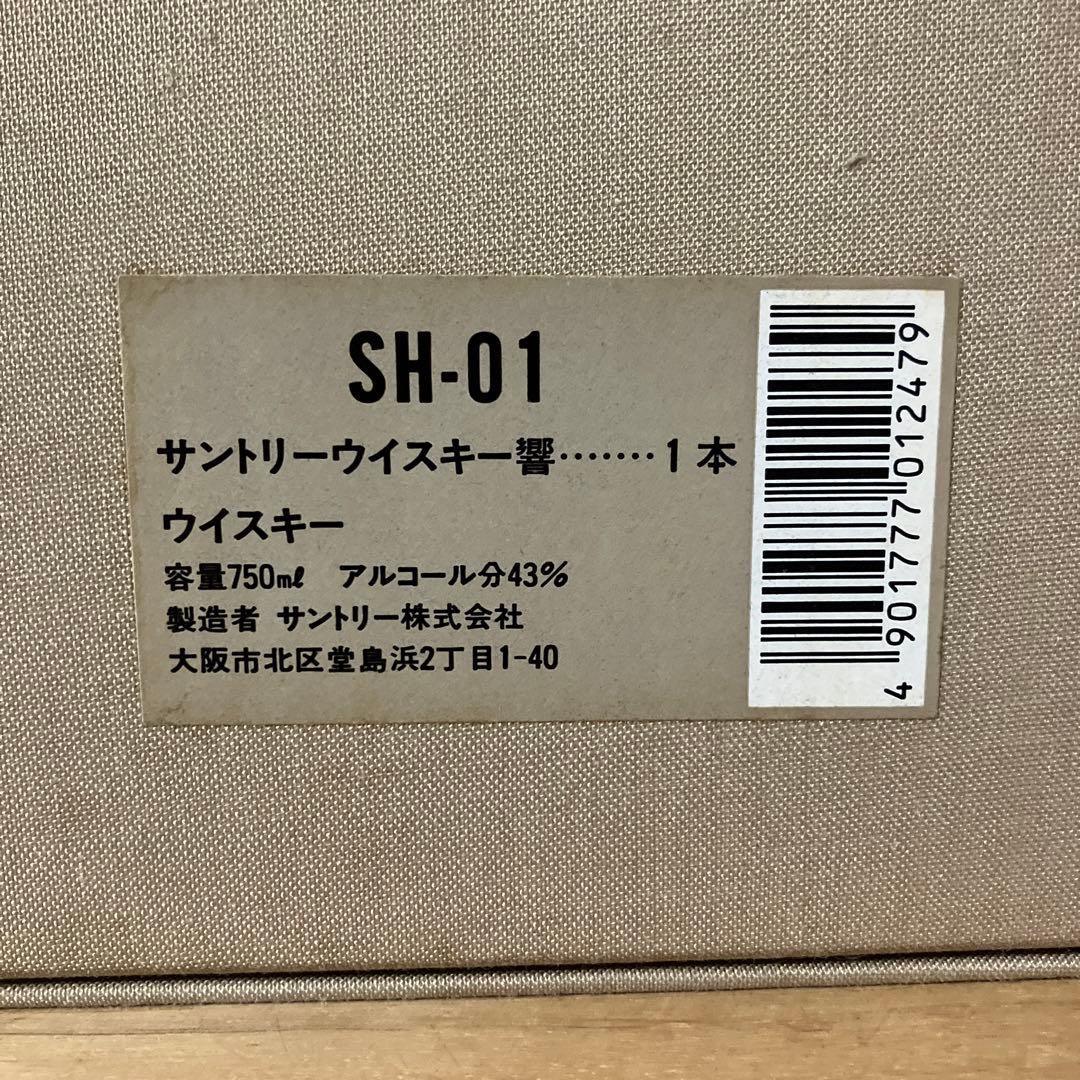 SH-01
サントリーウイスキー響‥‥‥‥1本
ウイスキー
容量750mℓ アルコール分43%
製造者 サントリー株式会社
大阪市北区堂島浜2丁目1-40
4 901777 012479